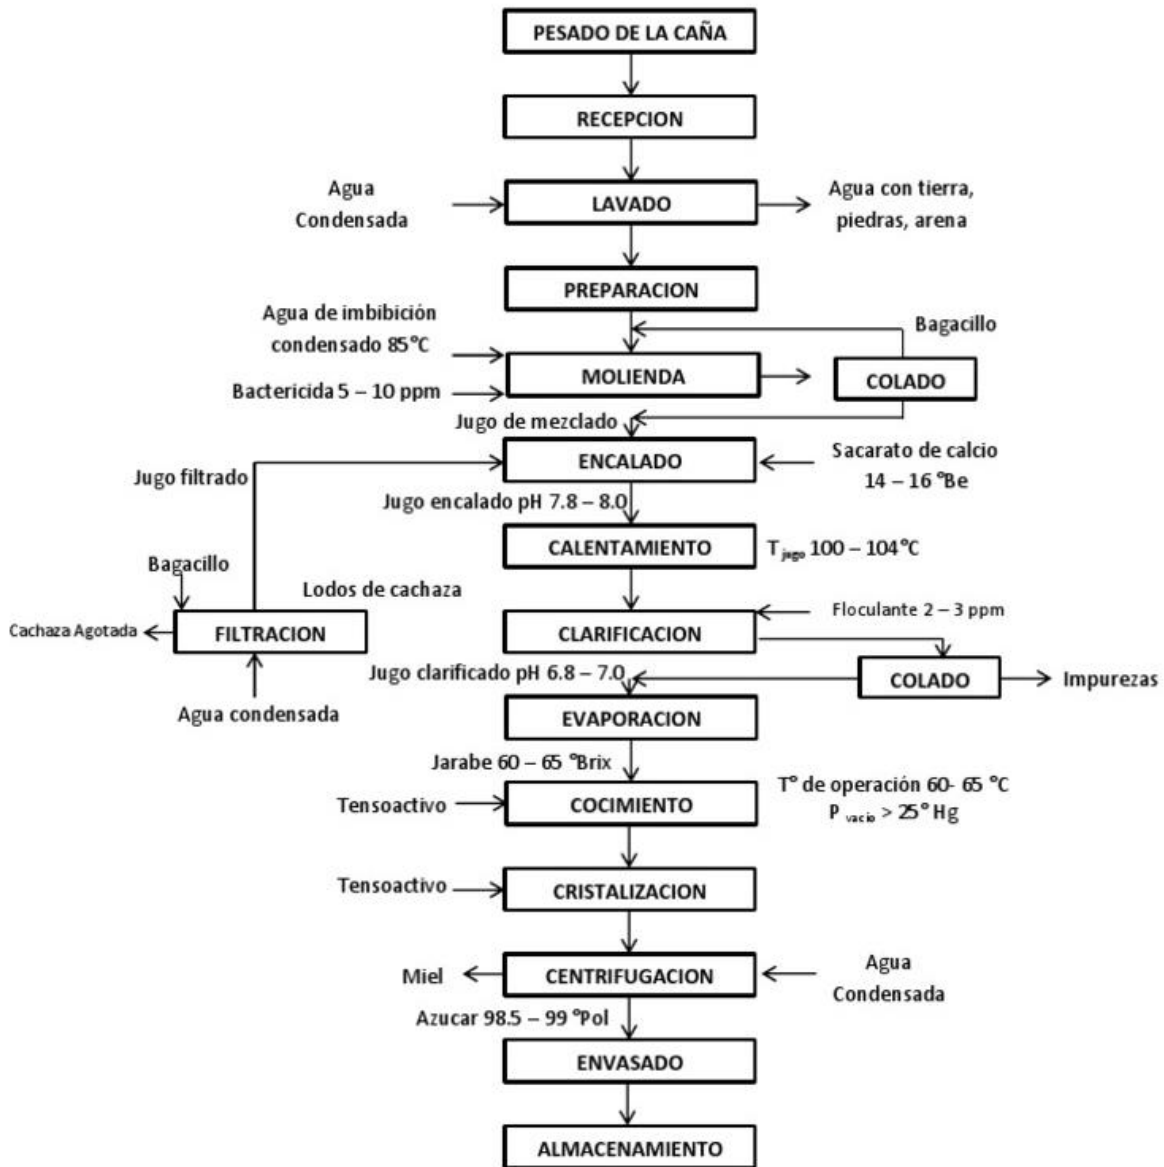 PESADO DE LA CAÑA
RECEPCION
Agua
Condensada
LAVADO
Agua con tierra,
piedras, arena
PREPARACION
Agua de imbibición
condensado 85°C
Bagacillo
MOLIENDA
COLADO
Bactericida 5 – 10 ppm
Jugo de mezclado
ENCALADO
Sacarato de calcio
14 – 16 °Be
Jugo filtrado
Jugo encalado pH 7.8 – 8.0
CALENTAMIENTO
T jugo 100 – 104°C
Bagacillo
Lodos de cachaza
Floculante 2 – 3 ppm
Cachaza Agotada
FILTRACION
CLARIFICACION
Jugo clarificado pH 6.8 – 7.0
COLADO
Impurezas
Agua condensada
EVAPORACION
Jarabe 60 – 65 °Brix
Tensoactivo
COCIMIENTO
T° de operación 60- 65 °C
P vacio > 25° Hg
Tensoactivo
CRISTALIZACION
Miel
CENTRIFUGACION
Agua
Condensada
Azucar 98.5 – 99 °Pol
ENVASADO
ALMACENAMIENTO